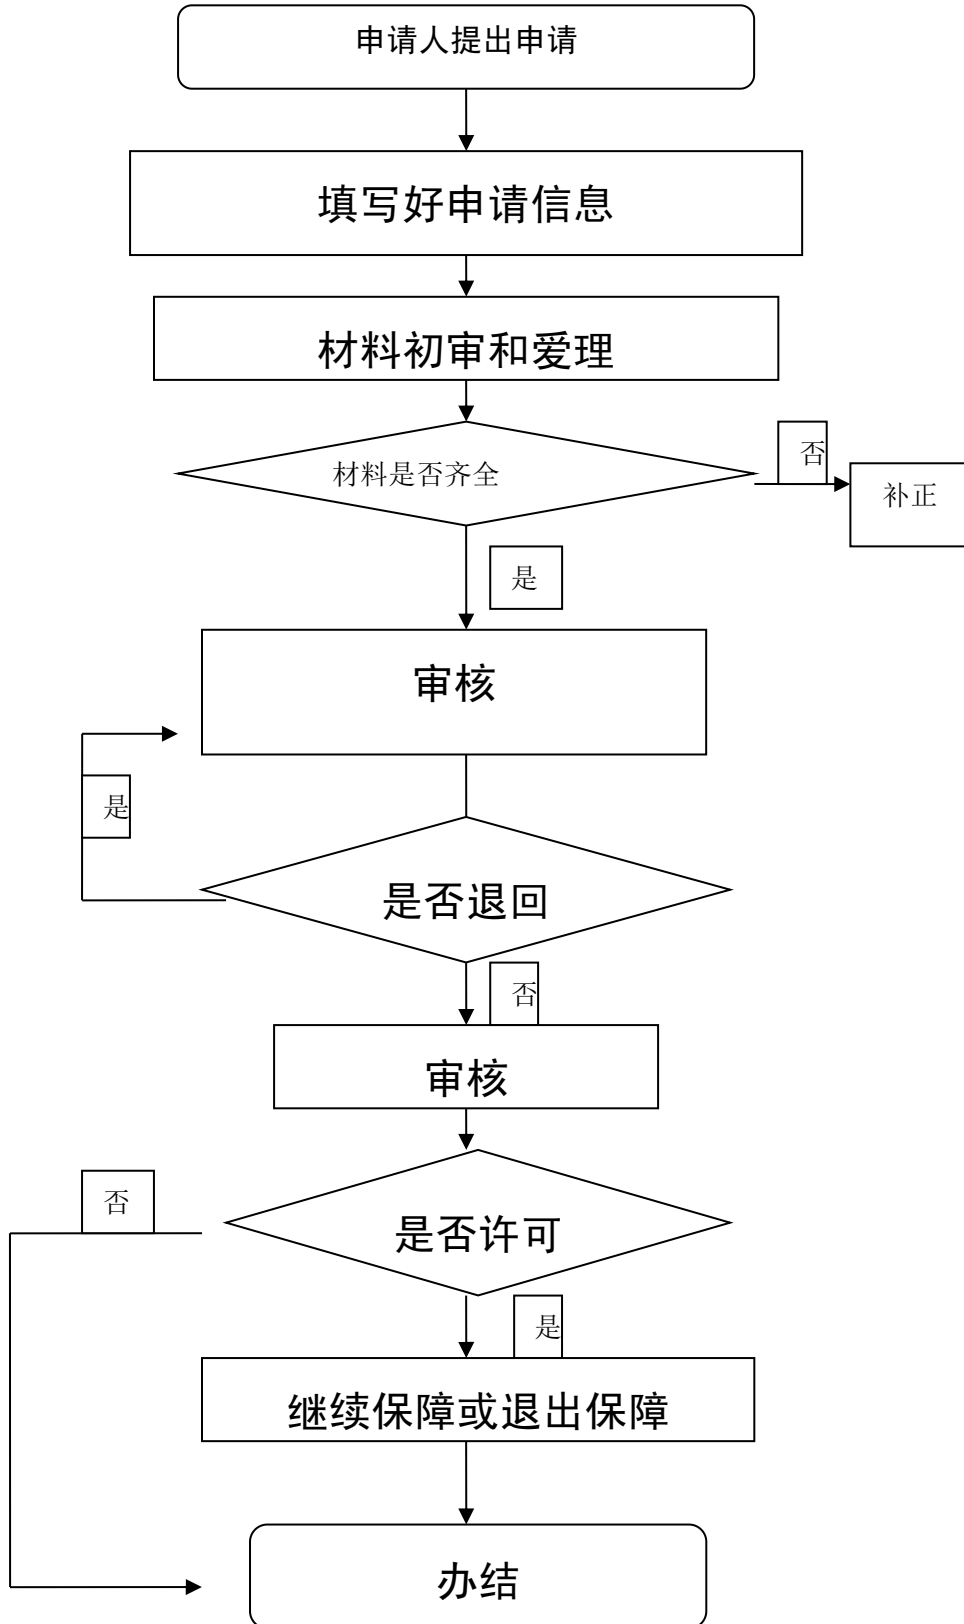 申请人提出申请
填写好申请信息
材料初审和爱理
材料是否齐全
否
补正
是
审核
是
是否退回
否
审核
否
是否许可
是
继续保障或退出保障
办结